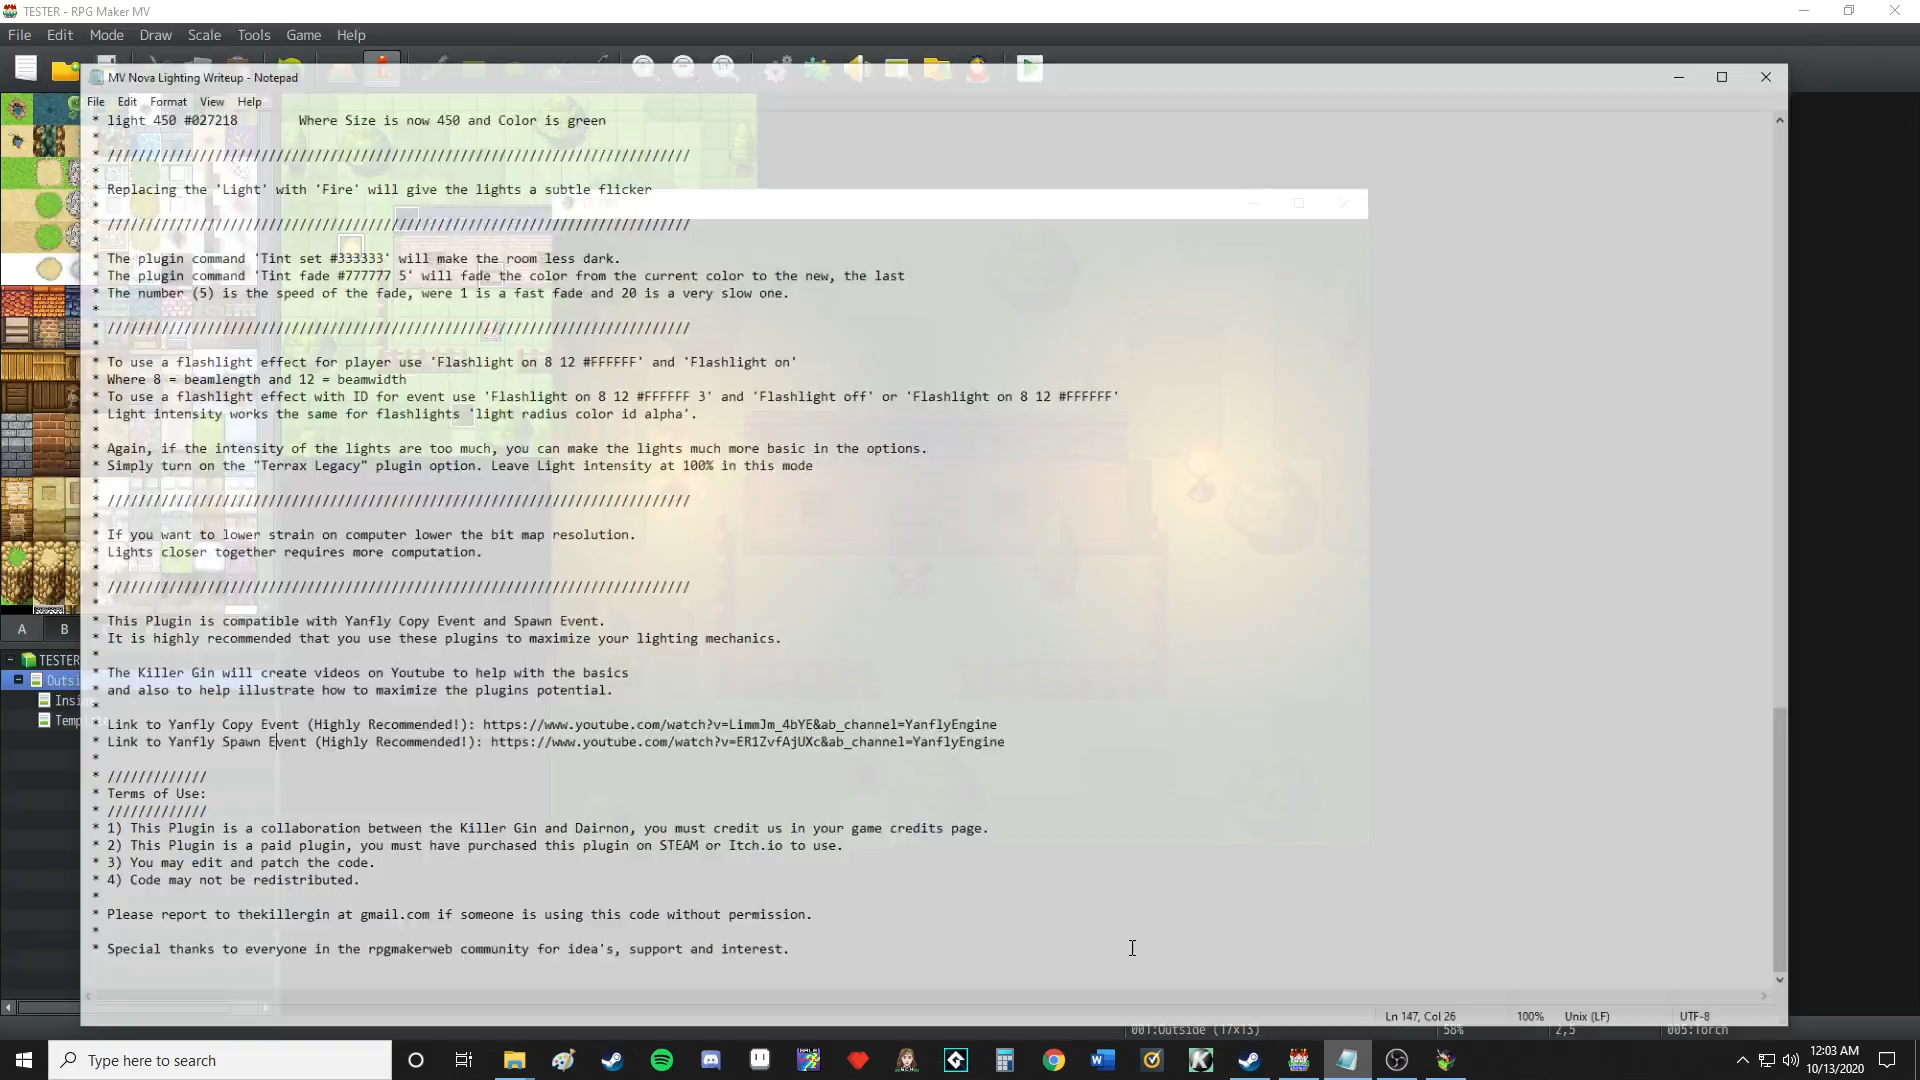 TESTER - RPG Maker MV
File Edit Mode Draw Scale Tools Game Help
MV Nova Lighting Writeup - Notepad
File Edit Format View Help
* light 450 #027218 Where Size is now 450 and Color is green
*
* ////////////////////////////////////////////////////////////////////////////
*
* Replacing the 'Light' with 'Fire' will give the lights a subtle flicker
*
* ////////////////////////////////////////////////////////////////////////////
*
* The plugin command 'Tint set #333333' will make the room less dark.
* The plugin command 'Tint fade #777777 5' will fade the color from the current color to the new, the last
* The number (5) is the speed of the fade, were 1 is a fast fade and 20 is a very slow one.
*
* ////////////////////////////////////////////////////////////////////////////
*
* To use a flashlight effect for player use 'Flashlight on 8 12 #FFFFFF' and 'Flashlight on'
* Where 8 = beamlength and 12 = beamwidth
* To use a flashlight effect with ID for event use 'Flashlight on 8 12 #FFFFFF 3' and 'Flashlight off' or 'Flashlight on 8 12 #FFFFFF'
* Light intensity works the same for flashlights 'light radius color id alpha'.
*
* Again, if the intensity of the lights are too much, you can make the lights much more basic in the options.
* Simply turn on the "Terrax Legacy" plugin option. Leave Light intensity at 100% in this mode
*
* ////////////////////////////////////////////////////////////////////////////
*
* If you want to lower strain on computer lower the bit map resolution.
* Lights closer together requires more computation.
*
* ////////////////////////////////////////////////////////////////////////////
*
* This Plugin is compatible with Yanfly Copy Event and Spawn Event.
* It is highly recommended that you use these plugins to maximize your lighting mechanics.
*
* The Killer Gin will create videos on Youtube to help with the basics
* and also to help illustrate how to maximize the plugins potential.
*
* Link to Yanfly Copy Event (Highly Recommended!): https://www.youtube.com/watch?v=LimmJm_4bYE&ab_channel=YanflyEngine
* Link to Yanfly Spawn Event (Highly Recommended!): https://www.youtube.com/watch?v=ER1ZvfAjUXc&ab_channel=YanflyEngine
*
* /////////////
* Terms of Use:
* /////////////
* 1) This Plugin is a collaboration between the Killer Gin and Dairnon, you must credit us in your game credits page.
* 2) This Plugin is a paid plugin, you must have purchased this plugin on STEAM or Itch.io to use.
* 3) You may edit and patch the code.
* 4) Code may not be redistributed.
*
* Please report to thekillergin at gmail.com if someone is using this code without permission.
*
* Special thanks to everyone in the rpgmakerweb community for idea's, support and interest.
A B
TESTER
Outsi
Insi
Temp
Ln 147, Col 26 100% Unix (LF) UTF-8
001:Outside (17x13) 58% 2,5 005:Torch
Type here to search
12:03 AM
10/13/2020